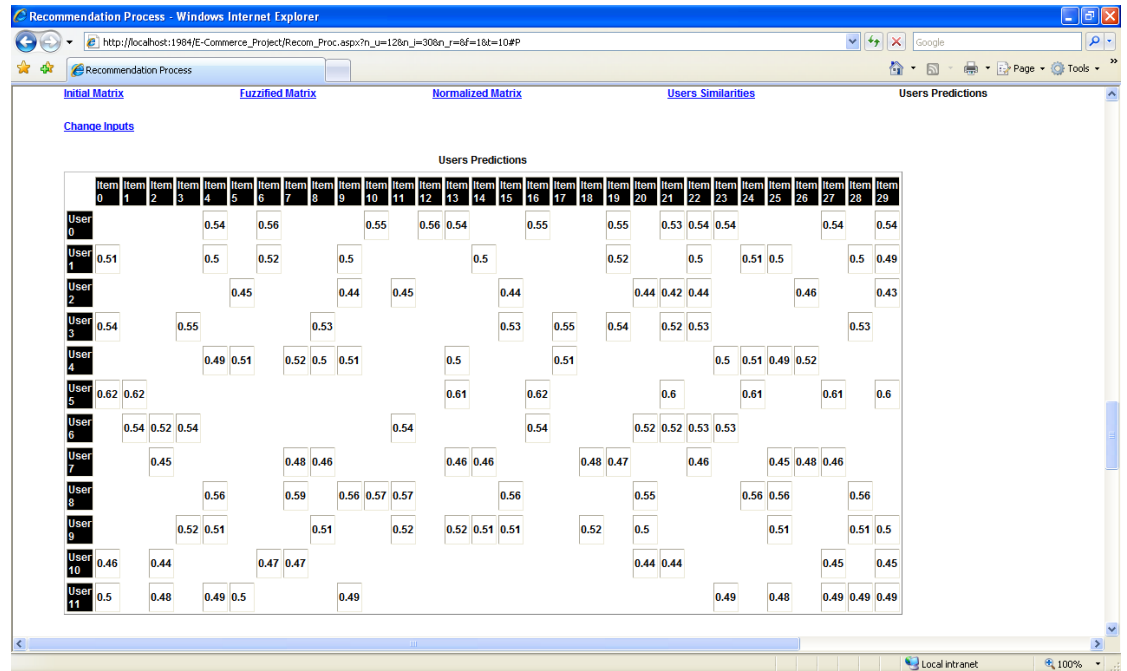 Recommendation Process - Windows Internet Explorer
http://localhost:1984/E-Commerce_Project/Recom_Proc.aspx?n_u=12&n_i=30&n_r=8&f=1&t=10#P
Google
Recommendation Process
Page Tools
Initial Matrix Fuzzified Matrix Normalized Matrix Users Similarities Users Predictions
Change Inputs
Users Predictions
Item 0 Item 1 Item 2 Item 3 Item 4 Item 5 Item 6 Item 7 Item 8 Item 9 Item 10 Item 11 Item 12 Item 13 Item 14 Item 15 Item 16 Item 17 Item 18 Item 19 Item 20 Item 21 Item 22 Item 23 Item 24 Item 25 Item 26 Item 27 Item 28 Item 29
User 0 0.54 0.56 0.55 0.56 0.54 0.55 0.55 0.53 0.54 0.54 0.54 0.54
User 1 0.51 0.5 0.52 0.5 0.5 0.52 0.5 0.51 0.5 0.5 0.49
User 2 0.45 0.44 0.45 0.44 0.44 0.42 0.44 0.46 0.43
User 3 0.54 0.55 0.53 0.53 0.55 0.54 0.52 0.53 0.53
User 4 0.49 0.51 0.52 0.5 0.51 0.5 0.51 0.5 0.51 0.49 0.52
User 5 0.62 0.62 0.61 0.62 0.6 0.61 0.61 0.6
User 6 0.54 0.52 0.54 0.54 0.54 0.52 0.52 0.53 0.53
User 7 0.45 0.48 0.46 0.46 0.46 0.48 0.47 0.46 0.45 0.48 0.46
User 8 0.56 0.59 0.56 0.57 0.57 0.56 0.55 0.56 0.56 0.56
User 9 0.52 0.51 0.51 0.52 0.52 0.51 0.51 0.52 0.5 0.51 0.51 0.5
User 10 0.46 0.44 0.47 0.47 0.44 0.44 0.45 0.45
User 11 0.5 0.48 0.49 0.5 0.49 0.49 0.48 0.49 0.49 0.49
Local intranet 100%